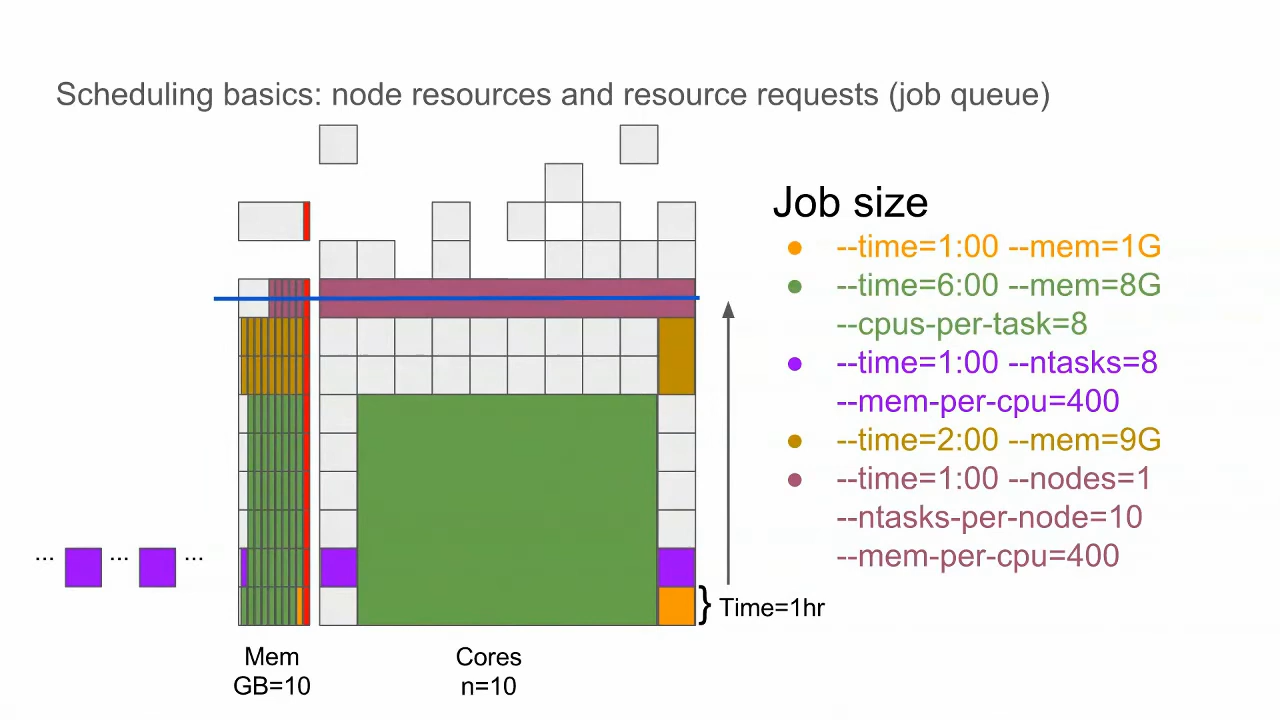 Scheduling basics: node resources and resource requests (job queue)
Job size
--time=1:00 --mem=1G
--time=6:00 --mem=8G
--cpus-per-task=8
--time=1:00 --ntasks=8
--mem-per-cpu=400
--time=2:00 --mem=9G
--time=1:00 --nodes=1
--ntasks-per-node=10
--mem-per-cpu=400
... ... ...
} Time=1hr
Mem
GB=10
Cores
n=10